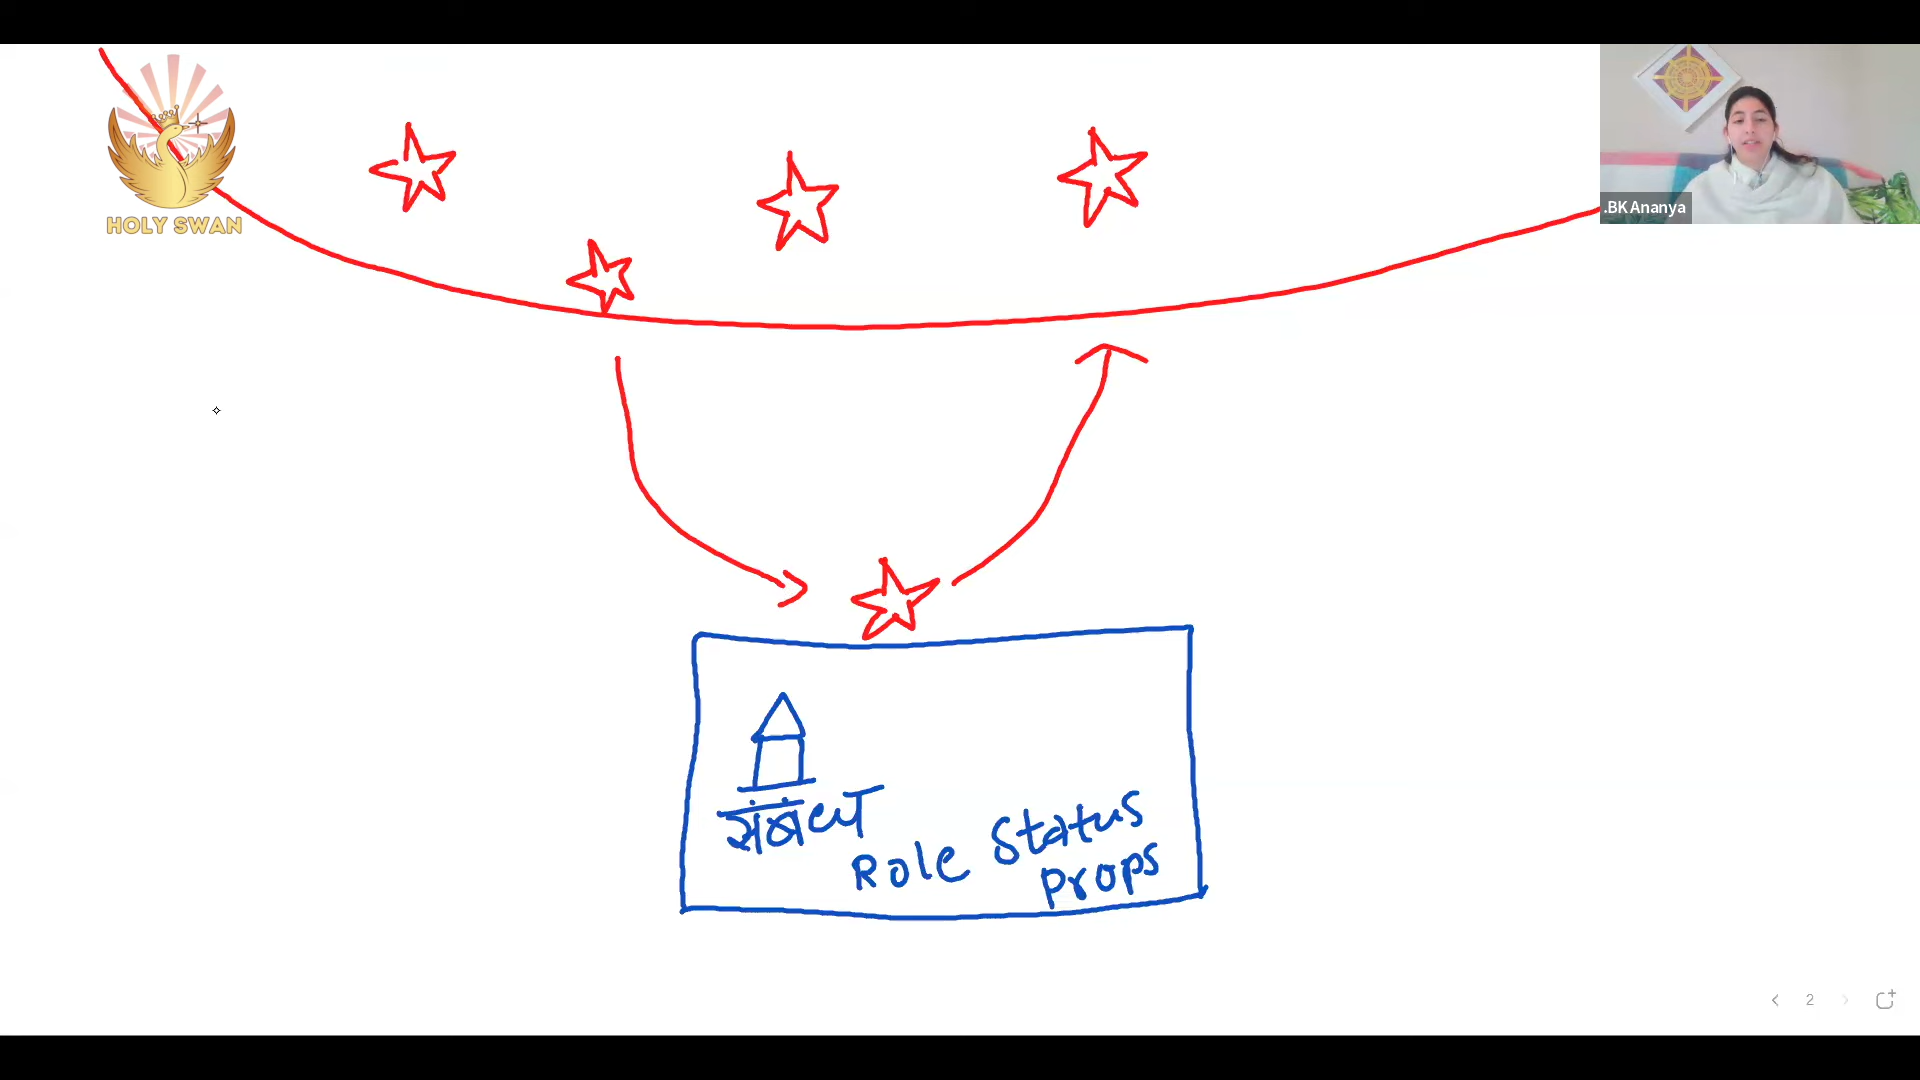 HOLY SWAN
.BK Ananya
संबंध
Role Status
props
2